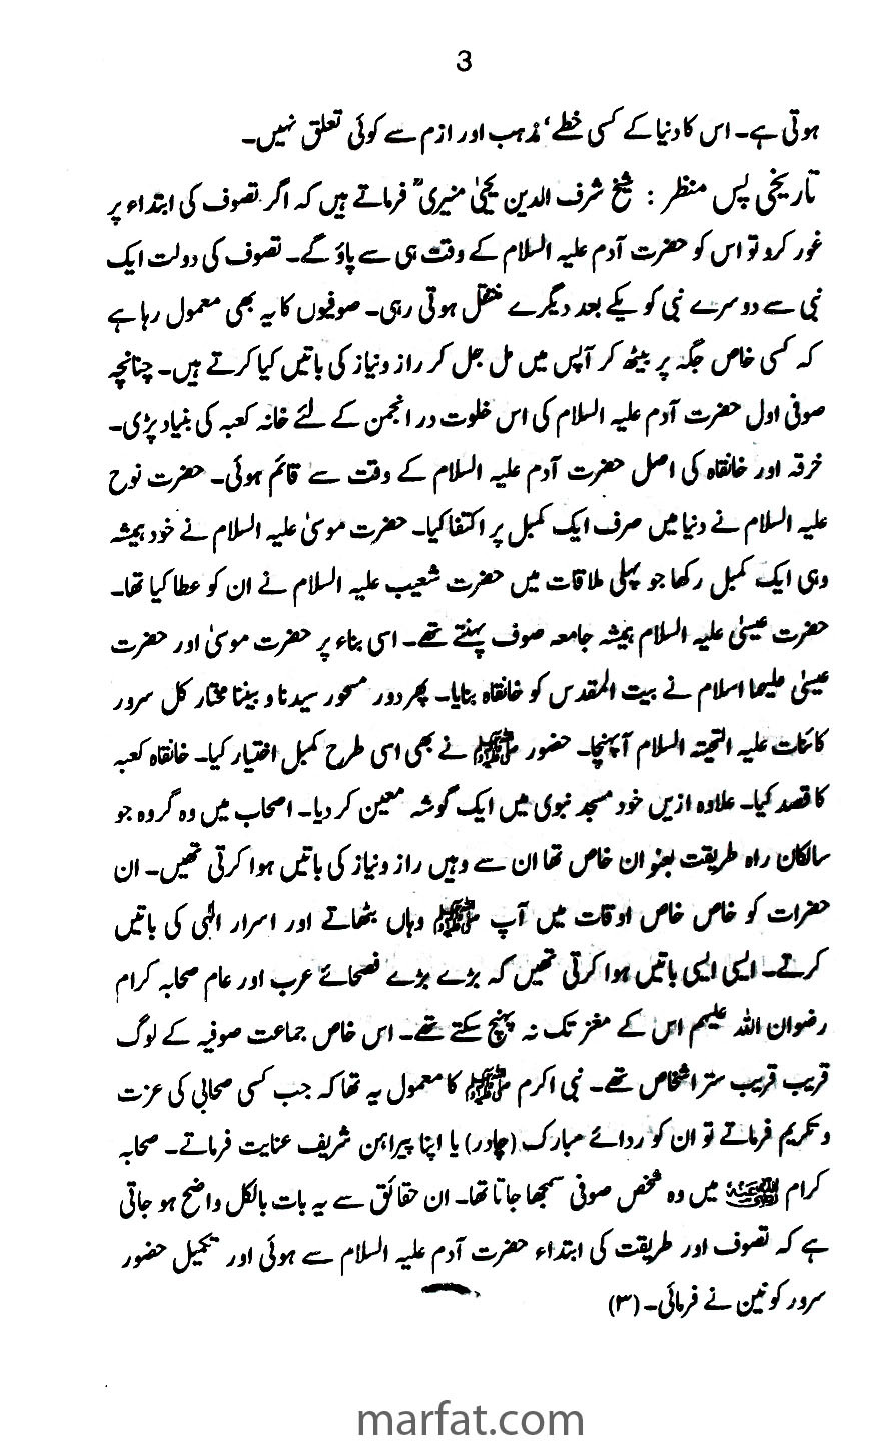 3
ہوتی ہے۔ اس کا دنیا کے کسی خطے‘ مذہب اور ازم سے کوئی تعلق نہیں۔
تاریخی پس منظر : شیخ شرف الدین یحیٰ منیریؒ فرماتے ہیں کہ اگر تصوف کی ابتداء پر
غور کرو تو اس کو حضرت آدم علیہ السلام کے وقت ہی سے پاؤ گے۔ تصوف کی دولت ایک
نبی سے دوسرے نبی کو یکے بعد دیگرے منتقل ہوتی رہی۔ صوفیوں کا یہ بھی معمول رہا ہے
کہ کسی خاص جگہ پر بیٹھ کر آپس میں مل جل کر راز و نیاز کی باتیں کیا کرتے ہیں۔ چنانچہ
صوفی اول حضرت آدم علیہ السلام کی اس خلوت در انجمن کے لئے خانہ کعبہ کی بنیاد پڑی۔
خرقہ اور خانقاہ کی اصل حضرت آدم علیہ السلام کے وقت سے قائم ہوئی۔ حضرت نوح
علیہ السلام نے دنیا میں صرف ایک کمبل پر اکتفا کیا۔ حضرت موسیٰ علیہ السلام نے خود ہمیشہ
وہی ایک کمبل رکھا جو پہلی ملاقات میں حضرت شعیب علیہ السلام نے ان کو عطا کیا تھا۔
حضرت عیسیٰ علیہ السلام ہمیشہ جامعہ صوف پہنتے تھے۔ اسی بناء پر حضرت موسیٰ اور حضرت
عیسیٰ علیھما اسلام نے بیت المقدس کو خانقاہ بنایا۔ پھر دور مسحور سیدنا و بیننا مختار کل سرور
کائنات علیہ التحیتہ السلام آپہنچا۔ حضور ﷺ نے بھی اسی طرح کمبل اختیار کیا۔ خانقاہ کعبہ
کا قصد کیا۔ علاوہ ازیں خود مسجد نبوی میں ایک گوشہ معین کر دیا۔ اصحاب میں وہ گروہ جو
سالکان راہ طریقت بعنوان خاص تھا ان سے وہیں راز و نیاز کی باتیں ہوا کرتی تھیں۔ ان
حضرات کو خاص خاص اوقات میں آپ ﷺ وہاں بٹھاتے اور اسرار الٰہی کی باتیں
کرتے۔ ایسی ایسی باتیں ہوا کرتی تھیں کہ بڑے بڑے فصحائے عرب اور عام صحابہ کرام
رضوان اللہ علیہم اس کے مغز تک نہ پہنچ سکتے تھے۔ اس خاص جماعت صوفیہ کے لوگ
قریب قریب ستر اشخاص تھے۔ نبی اکرم ﷺ کا معمول یہ تھا کہ جب کسی صحابی کی عزت
و تکریم فرماتے تو ان کو ردائے مبارک (چادر) یا اپنا پیراہن شریف عنایت فرماتے۔ صحابہ
کرام رضی اللہ عنہ میں وہ شخص صوفی سمجھا جاتا تھا۔ ان حقائق سے یہ بات بالکل واضح ہو جاتی
ہے کہ تصوف اور طریقت کی ابتداء حضرت آدم علیہ السلام سے ہوئی اور تکمیل حضور
سرور کونین نے فرمائی۔ (۳)
marfat.com